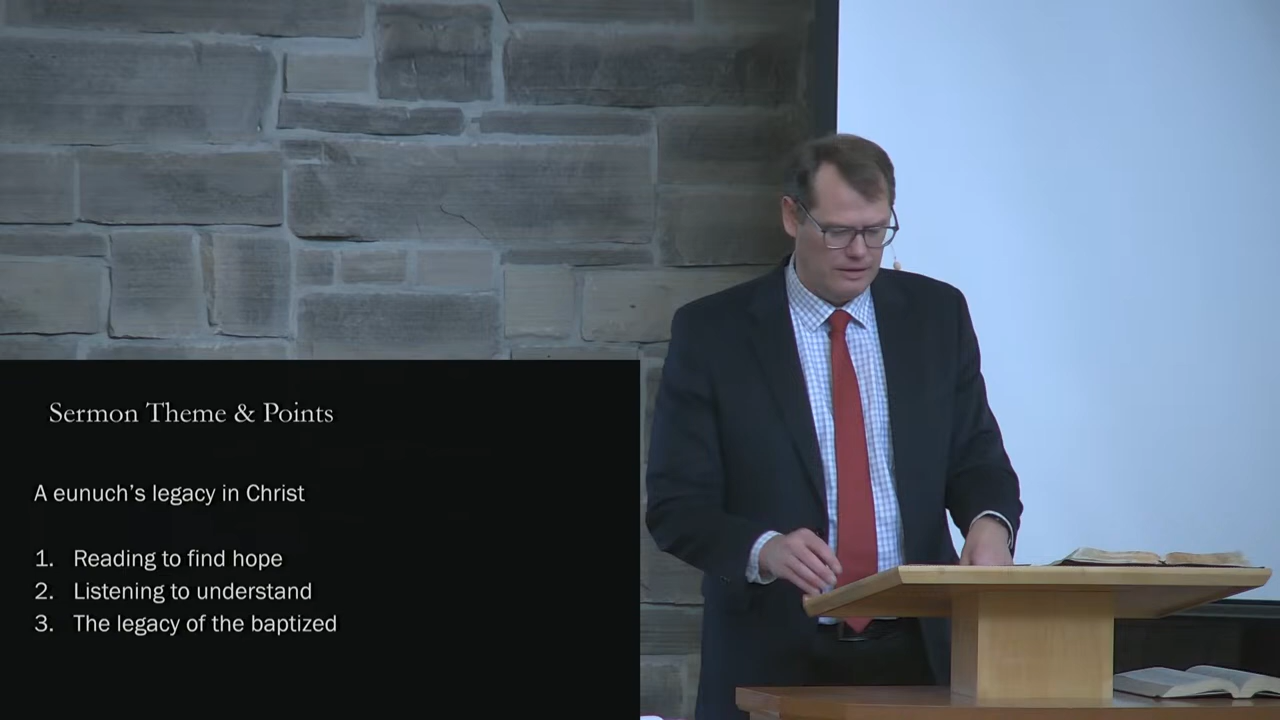 Sermon Theme & Points
A eunuch's legacy in Christ
1. Reading to find hope
2. Listening to understand
3. The legacy of the baptized